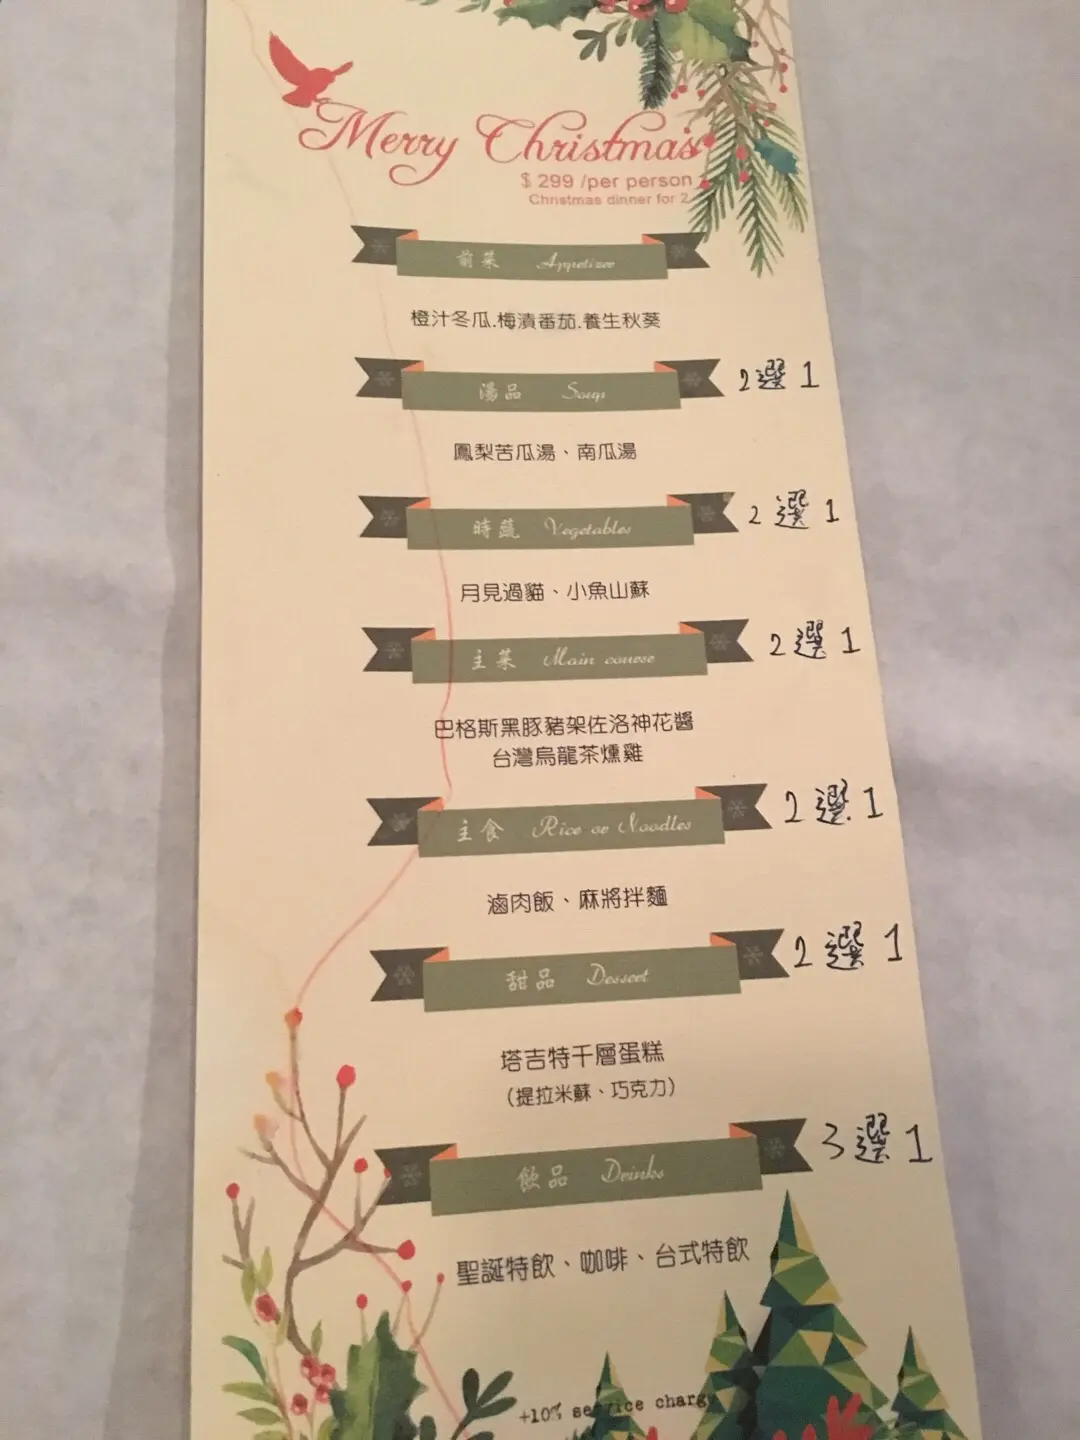 Merry Christmas
$ 299 /per person
Christmas dinner for 2
前菜 Appetizer
橙汁冬瓜.梅漬番茄.養生秋葵
湯品 Soup 2選1
鳳梨苦瓜湯、南瓜湯
時蔬 Vegetables 2選1
月見過貓、小魚山蘇
主菜 Main course 2選1
巴格斯黑豚豬架佐洛神花醬
台灣烏龍茶燻雞
主食 Rice or Noodles 2選1
滷肉飯、麻將拌麵
甜品 Dessert 2選1
塔吉特千層蛋糕
(提拉米蘇、巧克力)
飲品 Drinks 3選1
聖誕特飲、咖啡、台式特飲
+10% service charge